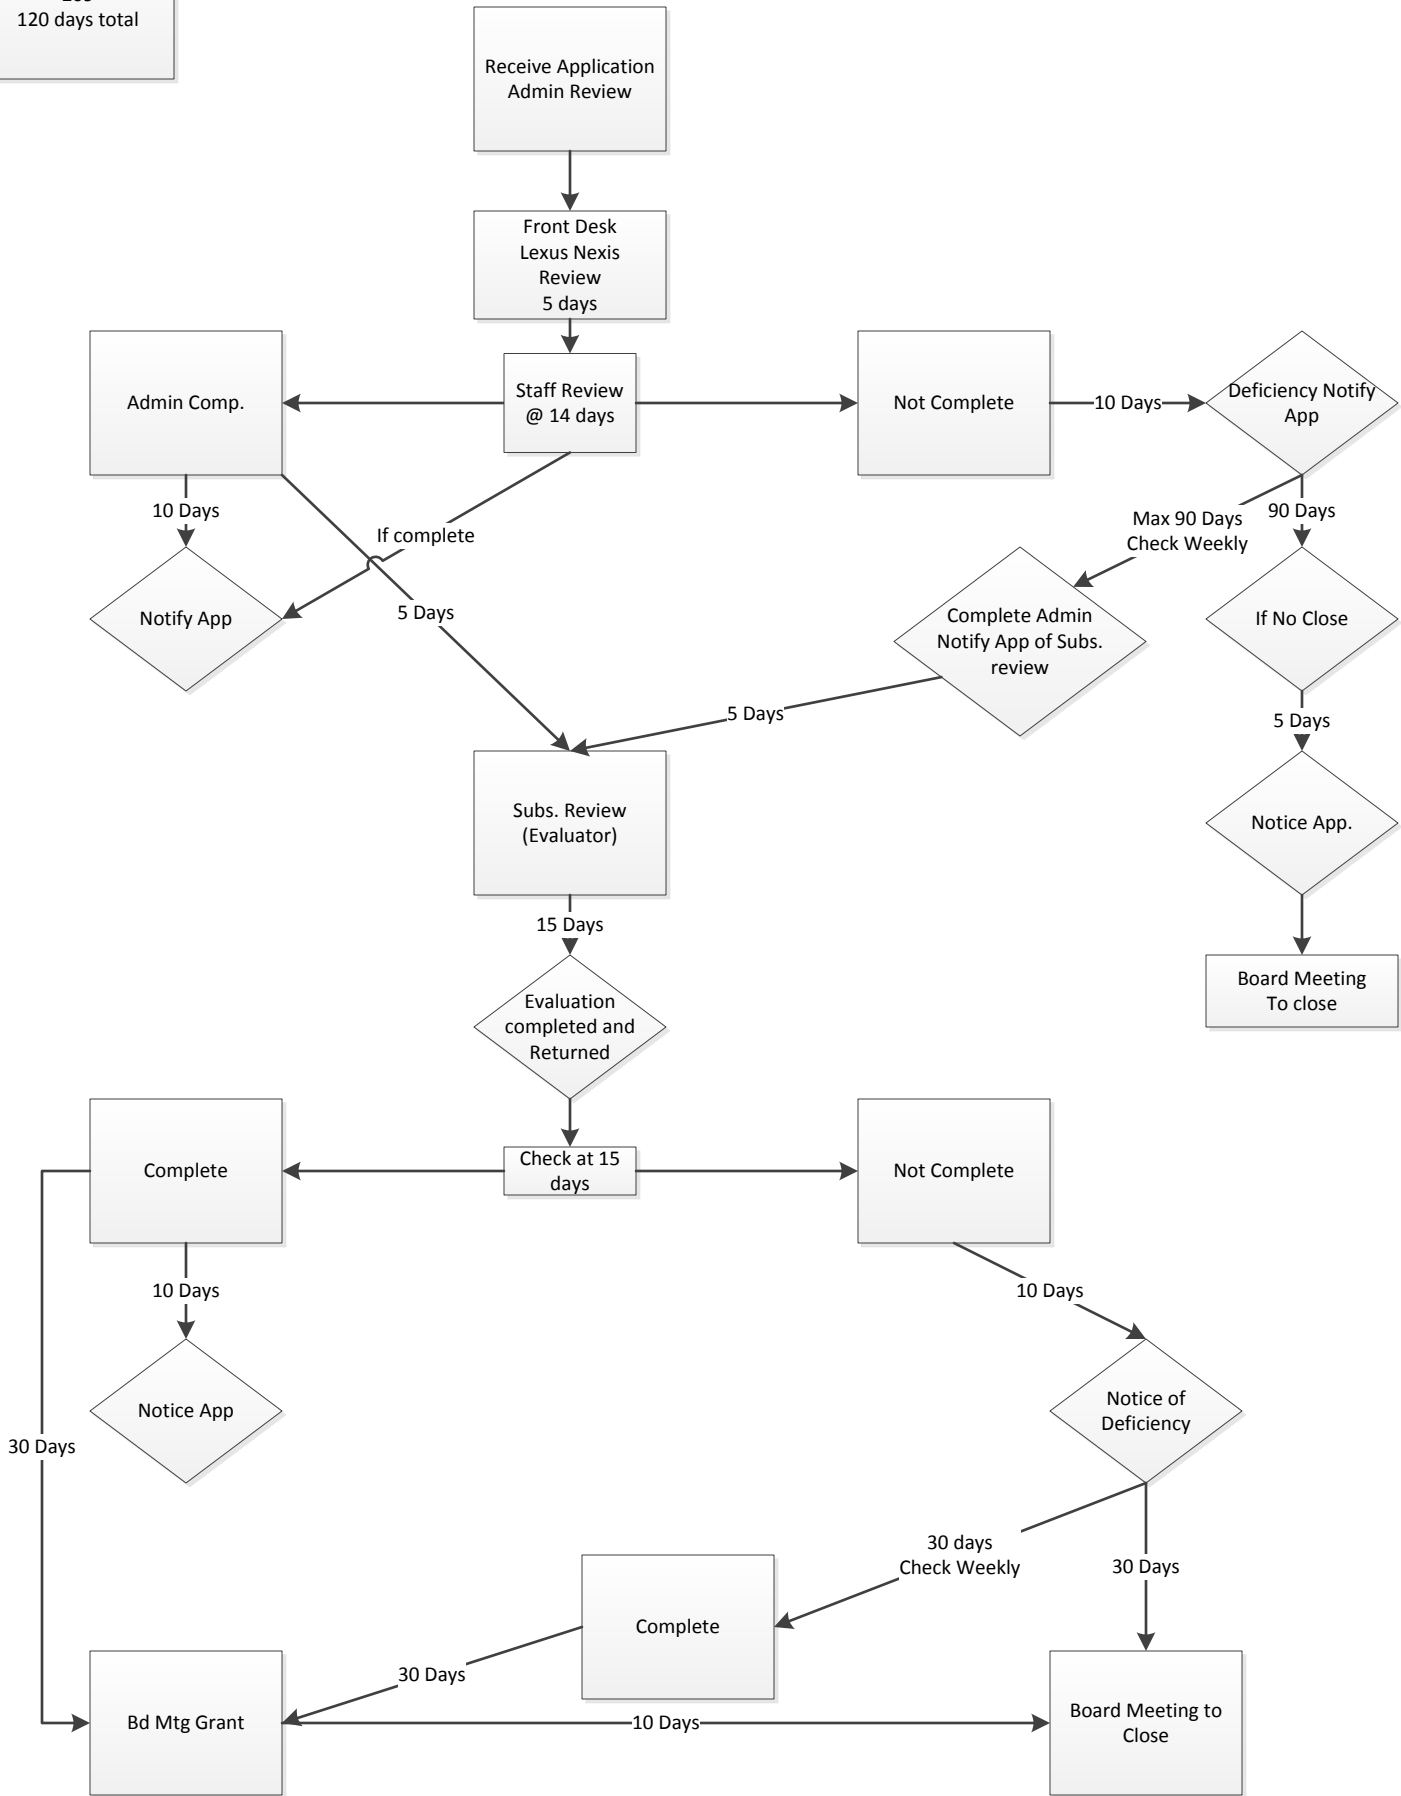 120 days total
Receive Application
Admin Review
Front Desk
Lexus Nexis
Review
5 days
Admin Comp.
Staff Review
@ 14 days
Not Complete
10 Days
Deficiency Notify
App
10 Days
If complete
Max 90 Days
Check Weekly
90 Days
Notify App
5 Days
Complete Admin
Notify App of Subs.
review
If No Close
5 Days
5 Days
Subs. Review
(Evaluator)
Notice App.
15 Days
Evaluation
completed and
Returned
Board Meeting
To close
Complete
Check at 15
days
Not Complete
10 Days
10 Days
Notice App
Notice of
Deficiency
30 Days
30 days
Check Weekly
30 Days
Complete
30 Days
Bd Mtg Grant
10 Days
Board Meeting to
Close